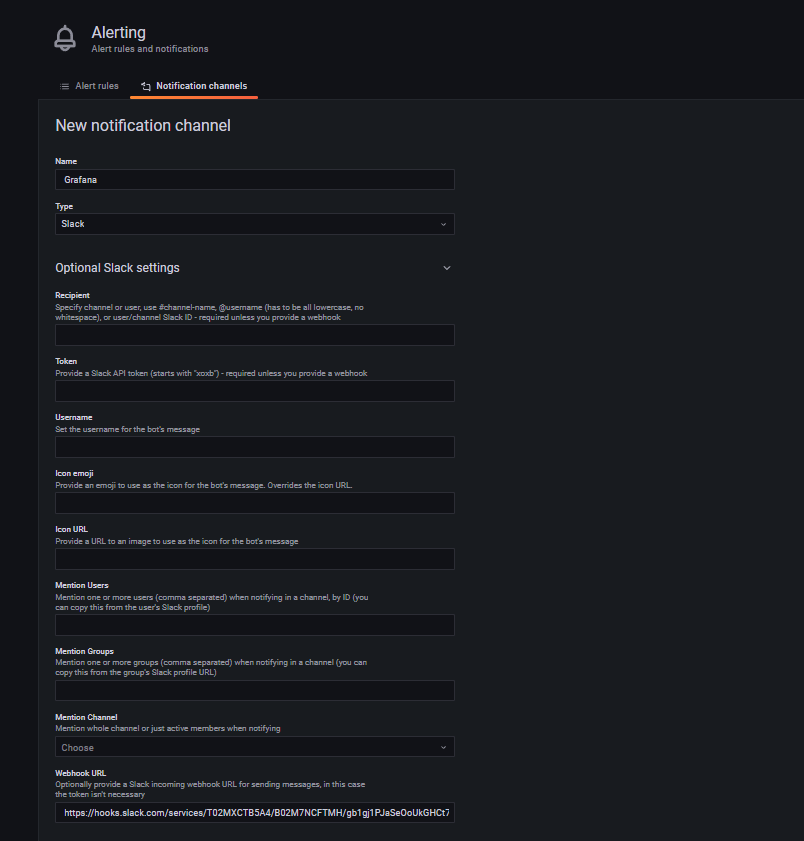 Alerting
Alert rules and notifications
Alert rules
Notification channels
New notification channel
Name
Grafana
Type
Slack
Optional Slack settings
Recipient
Specify channel or user, use #channel-name, @username (has to be all lowercase, no
whitespace), or user/channel Slack ID - required unless you provide a webhook
Token
Provide a Slack API token (starts with "xoxb") - required unless you provide a webhook
Username
Set the username for the bot's message
Icon emoji
Provide an emoji to use as the icon for the bot's message. Overrides the icon URL.
Icon URL
Provide a URL to an image to use as the icon for the bot's message
Mention Users
Mention one or more users (comma separated) when notifying in a channel, by ID (you
can copy this from the user's Slack profile)
Mention Groups
Mention one or more groups (comma separated) when notifying in a channel (you can
copy this from the group's Slack profile URL)
Mention Channel
Mention whole channel or just active members when notifying
Choose
Webhook URL
Optionally provide a Slack incoming webhook URL for sending messages, in this case
the token isn't necessary
https://hooks.slack.com/services/T02MXCTB5A4/B02M7NCFTMH/gb1gj1PJaSeOoUkGHCt7